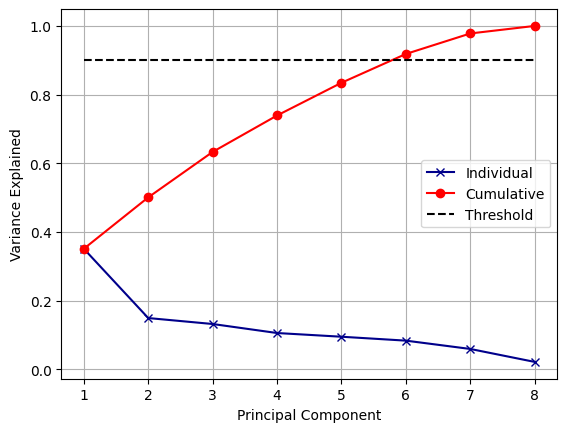 1.0
0.8
0.6
0.4
0.2
0.0
Variance Explained
Individual
Cumulative
Threshold
1 2 3 4 5 6 7 8
Principal Component